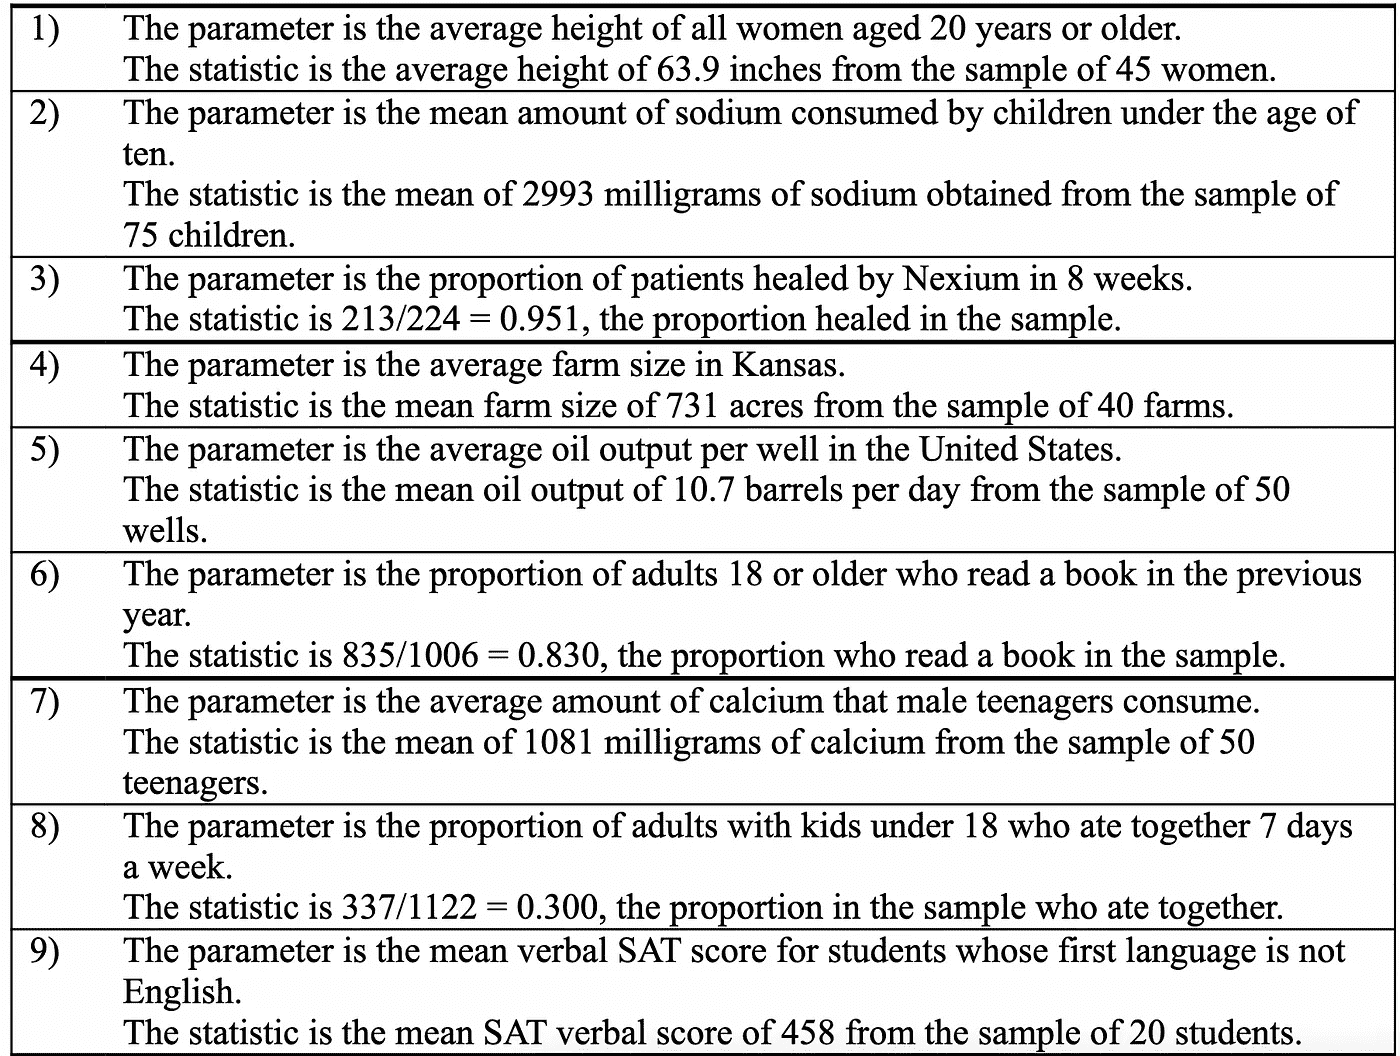 1) The parameter is the average height of all women aged 20 years or older.
The statistic is the average height of 63.9 inches from the sample of 45 women.
2) The parameter is the mean amount of sodium consumed by children under the age of
ten.
The statistic is the mean of 2993 milligrams of sodium obtained from the sample of
75 children.
3) The parameter is the proportion of patients healed by Nexium in 8 weeks.
The statistic is 213/224 = 0.951, the proportion healed in the sample.
4) The parameter is the average farm size in Kansas.
The statistic is the mean farm size of 731 acres from the sample of 40 farms.
5) The parameter is the average oil output per well in the United States.
The statistic is the mean oil output of 10.7 barrels per day from the sample of 50
wells.
6) The parameter is the proportion of adults 18 or older who read a book in the previous
year.
The statistic is 835/1006 = 0.830, the proportion who read a book in the sample.
7) The parameter is the average amount of calcium that male teenagers consume.
The statistic is the mean of 1081 milligrams of calcium from the sample of 50
teenagers.
8) The parameter is the proportion of adults with kids under 18 who ate together 7 days
a week.
The statistic is 337/1122 = 0.300, the proportion in the sample who ate together.
9) The parameter is the mean verbal SAT score for students whose first language is not
English.
The statistic is the mean SAT verbal score of 458 from the sample of 20 students.